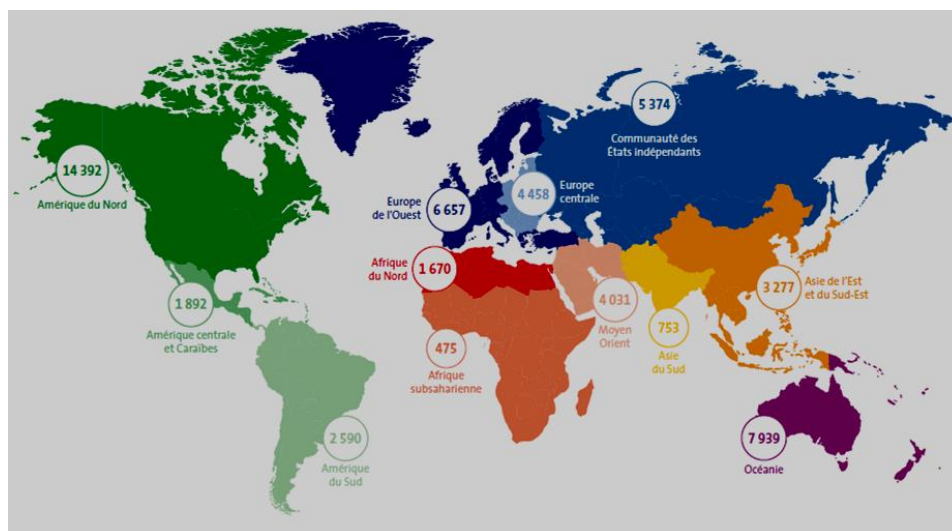 14 392
Amérique du Nord
1 892
Amérique centrale
et Caraïbes
2 590
Amérique
du Sud
Europe
de l'Ouest
6 657
4 458
Europe
centrale
5 374
Communauté des
États indépendants
Afrique
du Nord
1 670
475
Afrique
subsaharienne
4 031
Moyen
Orient
753
Asie
du Sud
3 277
Asie de l'Est
et du Sud-Est
7 939
Océanie